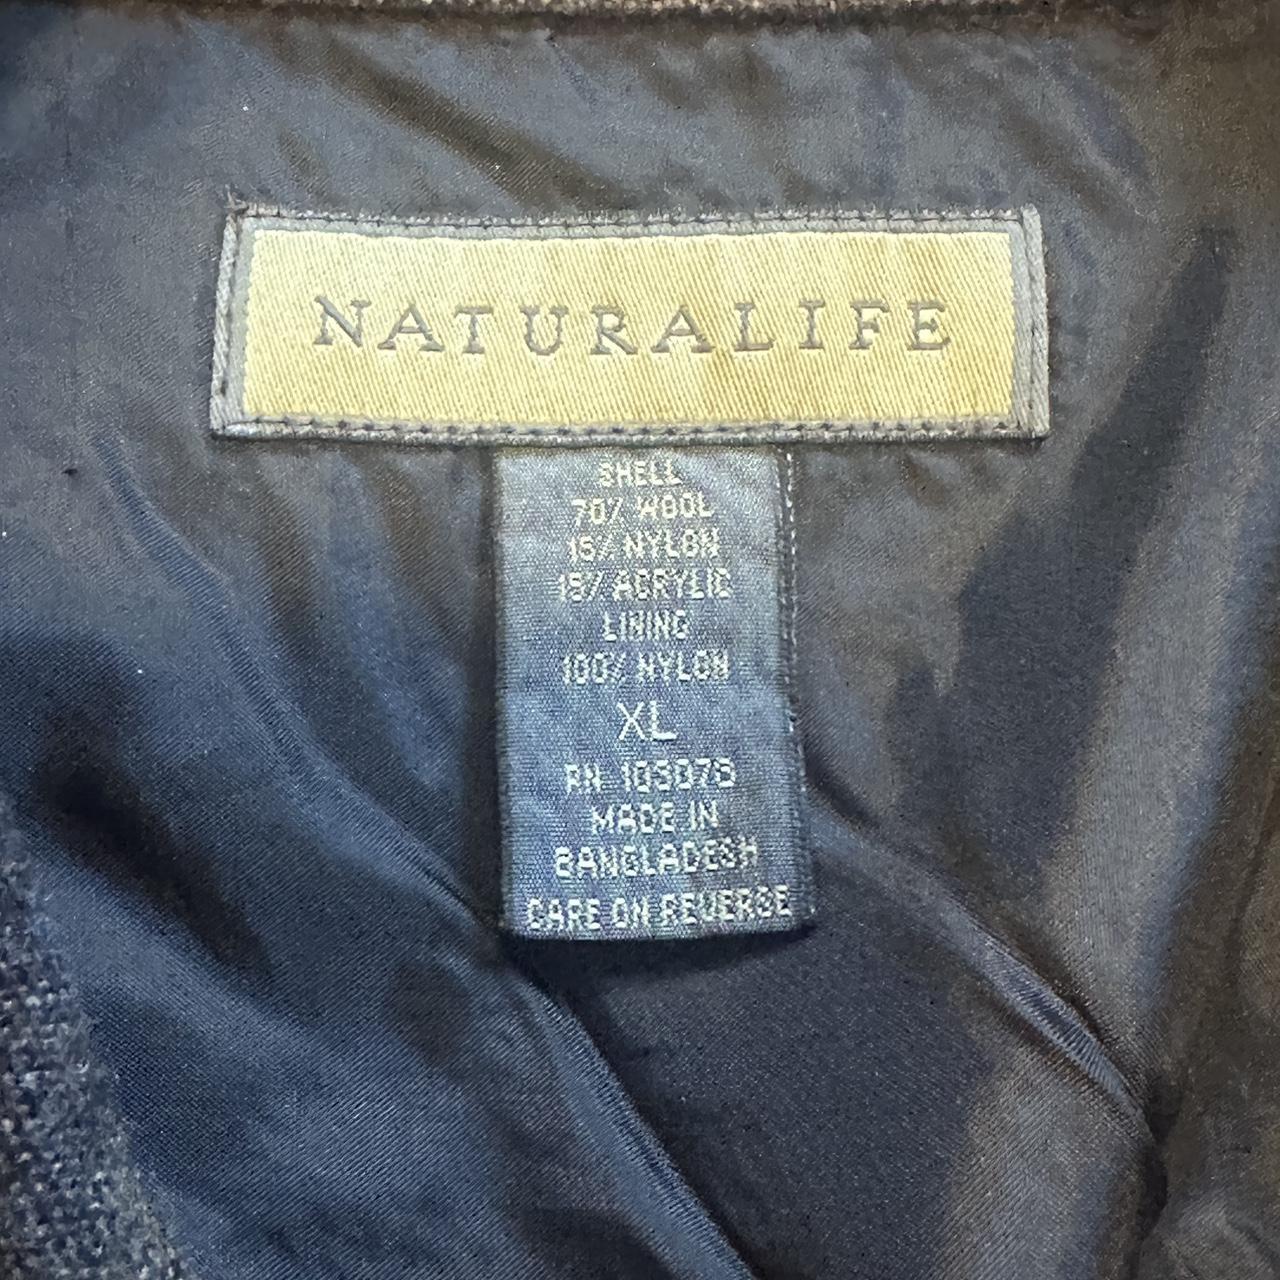 NATURALIFE
SHELL
70% WOOL
15% NYLON
15% ACRYLIC
LINING
100% NYLON
XL
RN 103078
MADE IN
BANGLADESH
CARE ON REVERSE